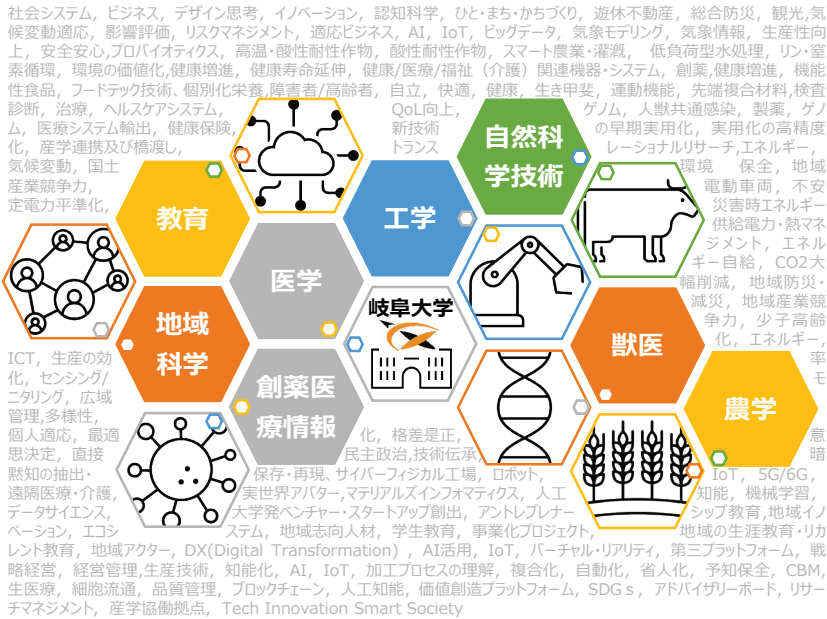 社会システム, ビジネス, デザイン思考, イノベーション, 認知科学, ひと・まち・かちづくり, 遊休不動産, 総合防災, 観光,気
候変動適応, 影響評価, リスクマネジメント, 適応ビジネス, AI, IoT, ビッグデータ, 気象モデリング, 気象情報, 生産性向
上, 安全安心,プロバイオティクス, 高温・酸性耐性作物, 酸性耐性作物, スマート農業・灌漑, 低負荷型水処理, リン・窒
素循環, 環境の価値化,健康増進, 健康寿命延伸, 健康/医療/福祉（介護）関連機器・システム, 創薬,健康増進, 機能
性食品, フードテック技術、個別化栄養,障害者/高齢者, 自立, 快適, 健康, 生き甲斐, 運動機能, 先端複合材料,検査
診断, 治療, ヘルスケアシステム, QoL向上, ゲノム, 人獣共通感染, 製薬, ゲノ
ム, 医療システム輸出, 健康保険, 新技術 の早期実用化, 実用化の高精度
化, 産学連携及び橋渡し, トランス レーショナルリサーチ,エネルギー,
気候変動, 国土 環境 保全, 地域
産業競争力, 電動車両, 不安
定電力平準化, 災害時エネルギー
供給電力・熱マネ
ジメント, エネル
ギー自給, CO2大
幅削減, 地域防災・
減災, 地域産業競
争力, 少子高齢
化, エネルギー,
自然科
学技術
教育
工学
医学
岐阜大学
地域
科学
獣医
創薬医
療情報
農学
ICT, 生産の効 率
化, センシング/ モ
ニタリング, 広域
管理,多様性,
個人適応, 最適 化, 格差是正, 意
思決定, 直接 民主政治,技術伝承, 暗
黙知の抽出・ 保存・再現、サイバーフィジカル工場, ロボット, IoT, 5G/6G,
遠隔医療・介護, 実世界アバター,マテリアルズインフォマティクス, 人工 知能, 機械学習,
データサイエンス, 大学発ベンチャー・スタートアップ創出, アントレプレナー シップ教育,地域イノ
ベーション, エコシ ステム, 地域志向人材, 学生教育, 事業化プロジェクト, 地域の生涯教育・リカ
レント教育, 地域アクター, DX(Digital Transformation) , AI活用, IoT, バーチャル・リアリティ, 第三プラットフォーム, 戦
略経営, 経営管理,生産技術, 知能化, AI, IoT, 加工プロセスの理解, 複合化, 自動化, 省人化, 予知保全, CBM,
生医療, 細胞流通, 品質管理, ブロックチェーン, 人工知能, 価値創造プラットフォーム, SDGｓ, アドバイザリーボード, リサー
チマネジメント, 産学協働拠点, Tech Innovation Smart Society